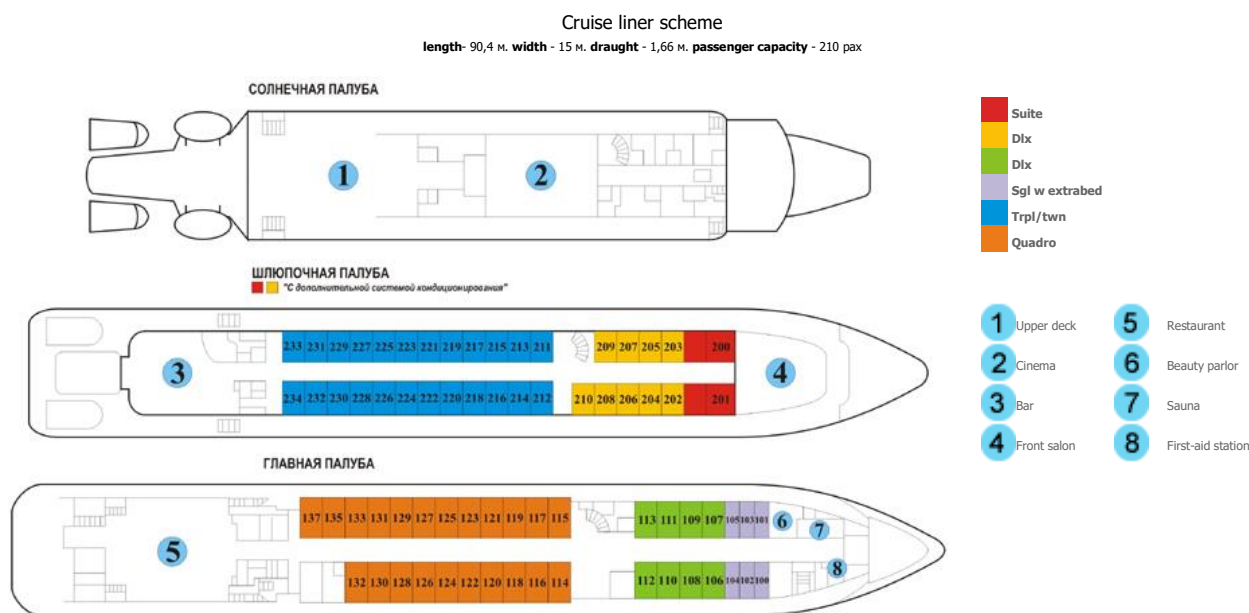 Cruise liner scheme
length- 90,4 м. width - 15 м. draught - 1,66 м. passenger capacity - 210 pax
СОЛНЕЧНАЯ ПАЛУБА
1
2
Suite
Dlx
Dlx
Sgl w extrabed
Trpl/twn
Quadro
ШЛЮПОЧНАЯ ПАЛУБА
"С дополнительной системой кондиционирования"
233 231 229 227 225 223 221 219 217 215 213 211 209 207 205 203 200
3
4
234 232 230 228 226 224 222 220 218 216 214 212 210 208 206 204 202 201
1 Upper deck 5 Restaurant
2 Cinema 6 Beauty parlor
3 Bar 7 Sauna
4 Front salon 8 First-aid station
ГЛАВНАЯ ПАЛУБА
137 135 133 131 129 127 125 123 121 119 117 115 113 111 109 107 105 103 101
6
7
5
8
132 130 128 126 124 122 120 118 116 114 112 110 108 106 104 102 100